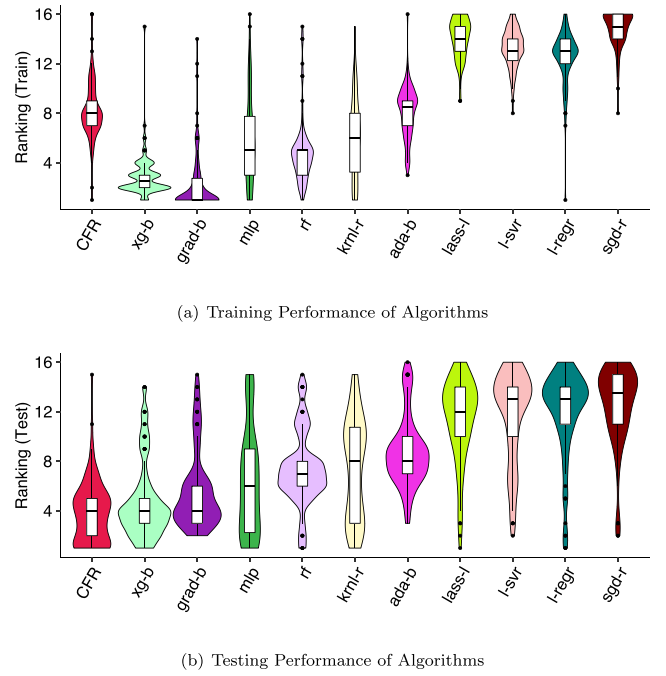 16
12
8
4
Ranking (Train)
CFR
xg-b
grad-b
mlp
rf
krnl-r
ada-b
lass-l
l-svr
l-regr
sgd-r
(a) Training Performance of Algorithms
16
12
8
4
Ranking (Test)
CFR
xg-b
grad-b
mlp
rf
krnl-r
ada-b
lass-l
l-svr
l-regr
sgd-r
(b) Testing Performance of Algorithms